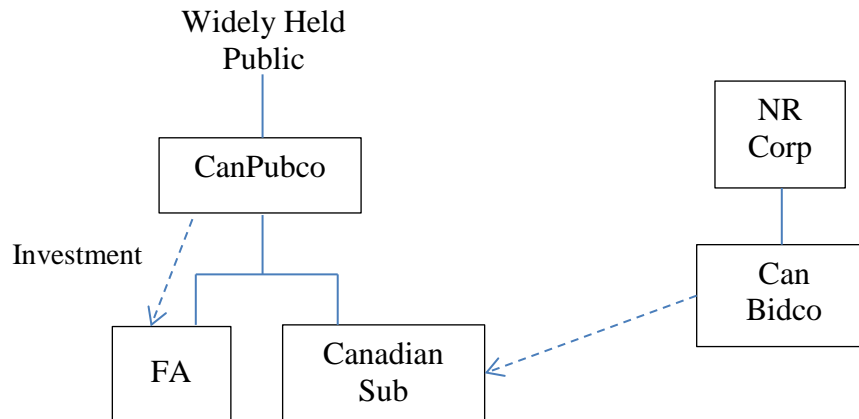 Widely Held
Public
CanPubco
NR
Corp
Investment
Can
Bidco
FA
Canadian
Sub